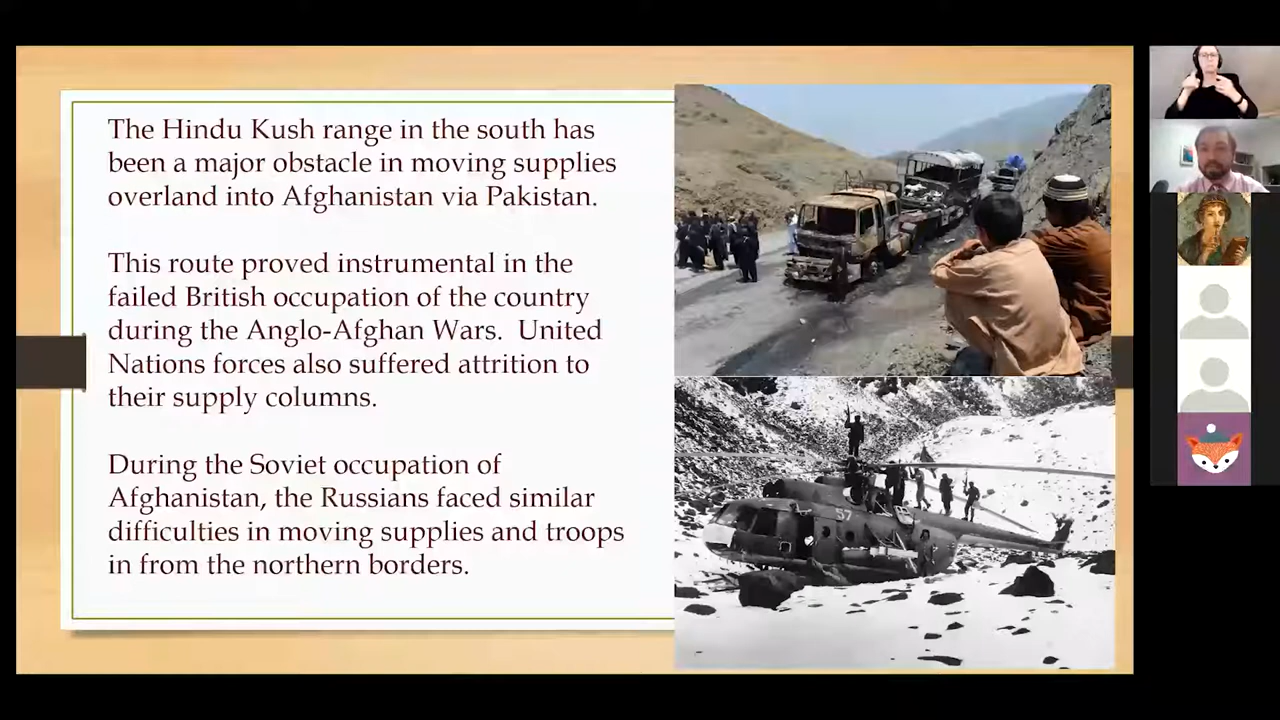 The Hindu Kush range in the south has
been a major obstacle in moving supplies
overland into Afghanistan via Pakistan.
This route proved instrumental in the
failed British occupation of the country
during the Anglo-Afghan Wars.  United
Nations forces also suffered attrition to
their supply columns.
During the Soviet occupation of
Afghanistan, the Russians faced similar
difficulties in moving supplies and troops
in from the northern borders.
57